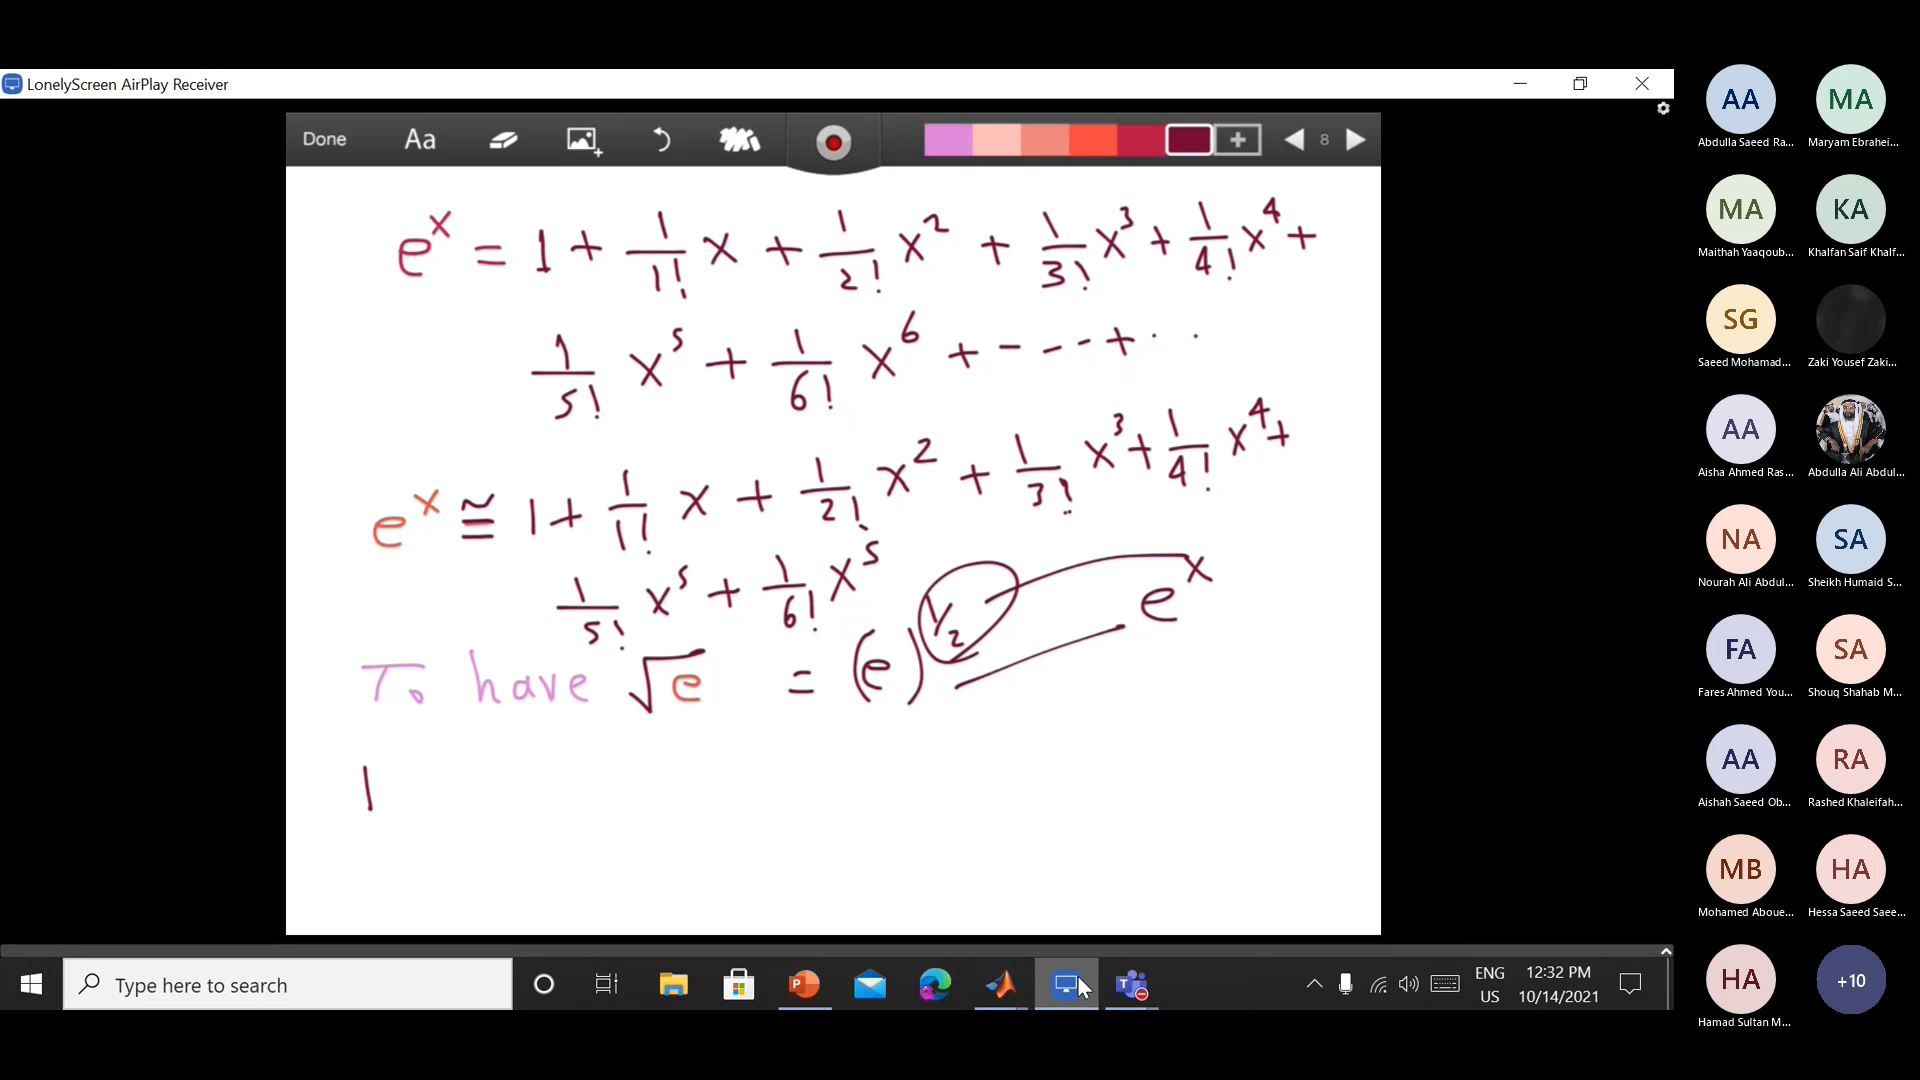 LonelyScreen AirPlay Receiver
Done Aa 8
e^x = 1 + 1/1! x + 1/2! x^2 + 1/3! x^3 + 1/4! x^4 +
1/5! x^5 + 1/6! x^6 + - - - + · ·
e^x ≅ 1 + 1/1! x + 1/2! x^2 + 1/3! x^3 + 1/4! x^4 +
1/5! x^5 + 1/6! x^5
To have √e = (e)^1/2 e^x
1
AA MA
Abdulla Saeed Ra... Maryam Ebrahei...
MA KA
Maithah Yaaqoub... Khalfan Saif Khalf...
SG
Saeed Mohamad... Zaki Yousef Zaki...
AA
Aisha Ahmed Ras... Abdulla Ali Abdul...
NA SA
Nourah Ali Abdul... Sheikh Humaid S...
FA SA
Fares Ahmed You... Shouq Shahab M...
AA RA
Aishah Saeed Ob... Rashed Khaleifah...
MB HA
Mohamed Aboue... Hessa Saeed Saee...
HA +10
Hamad Sultan M...
Type here to search
ENG 12:32 PM
US 10/14/2021